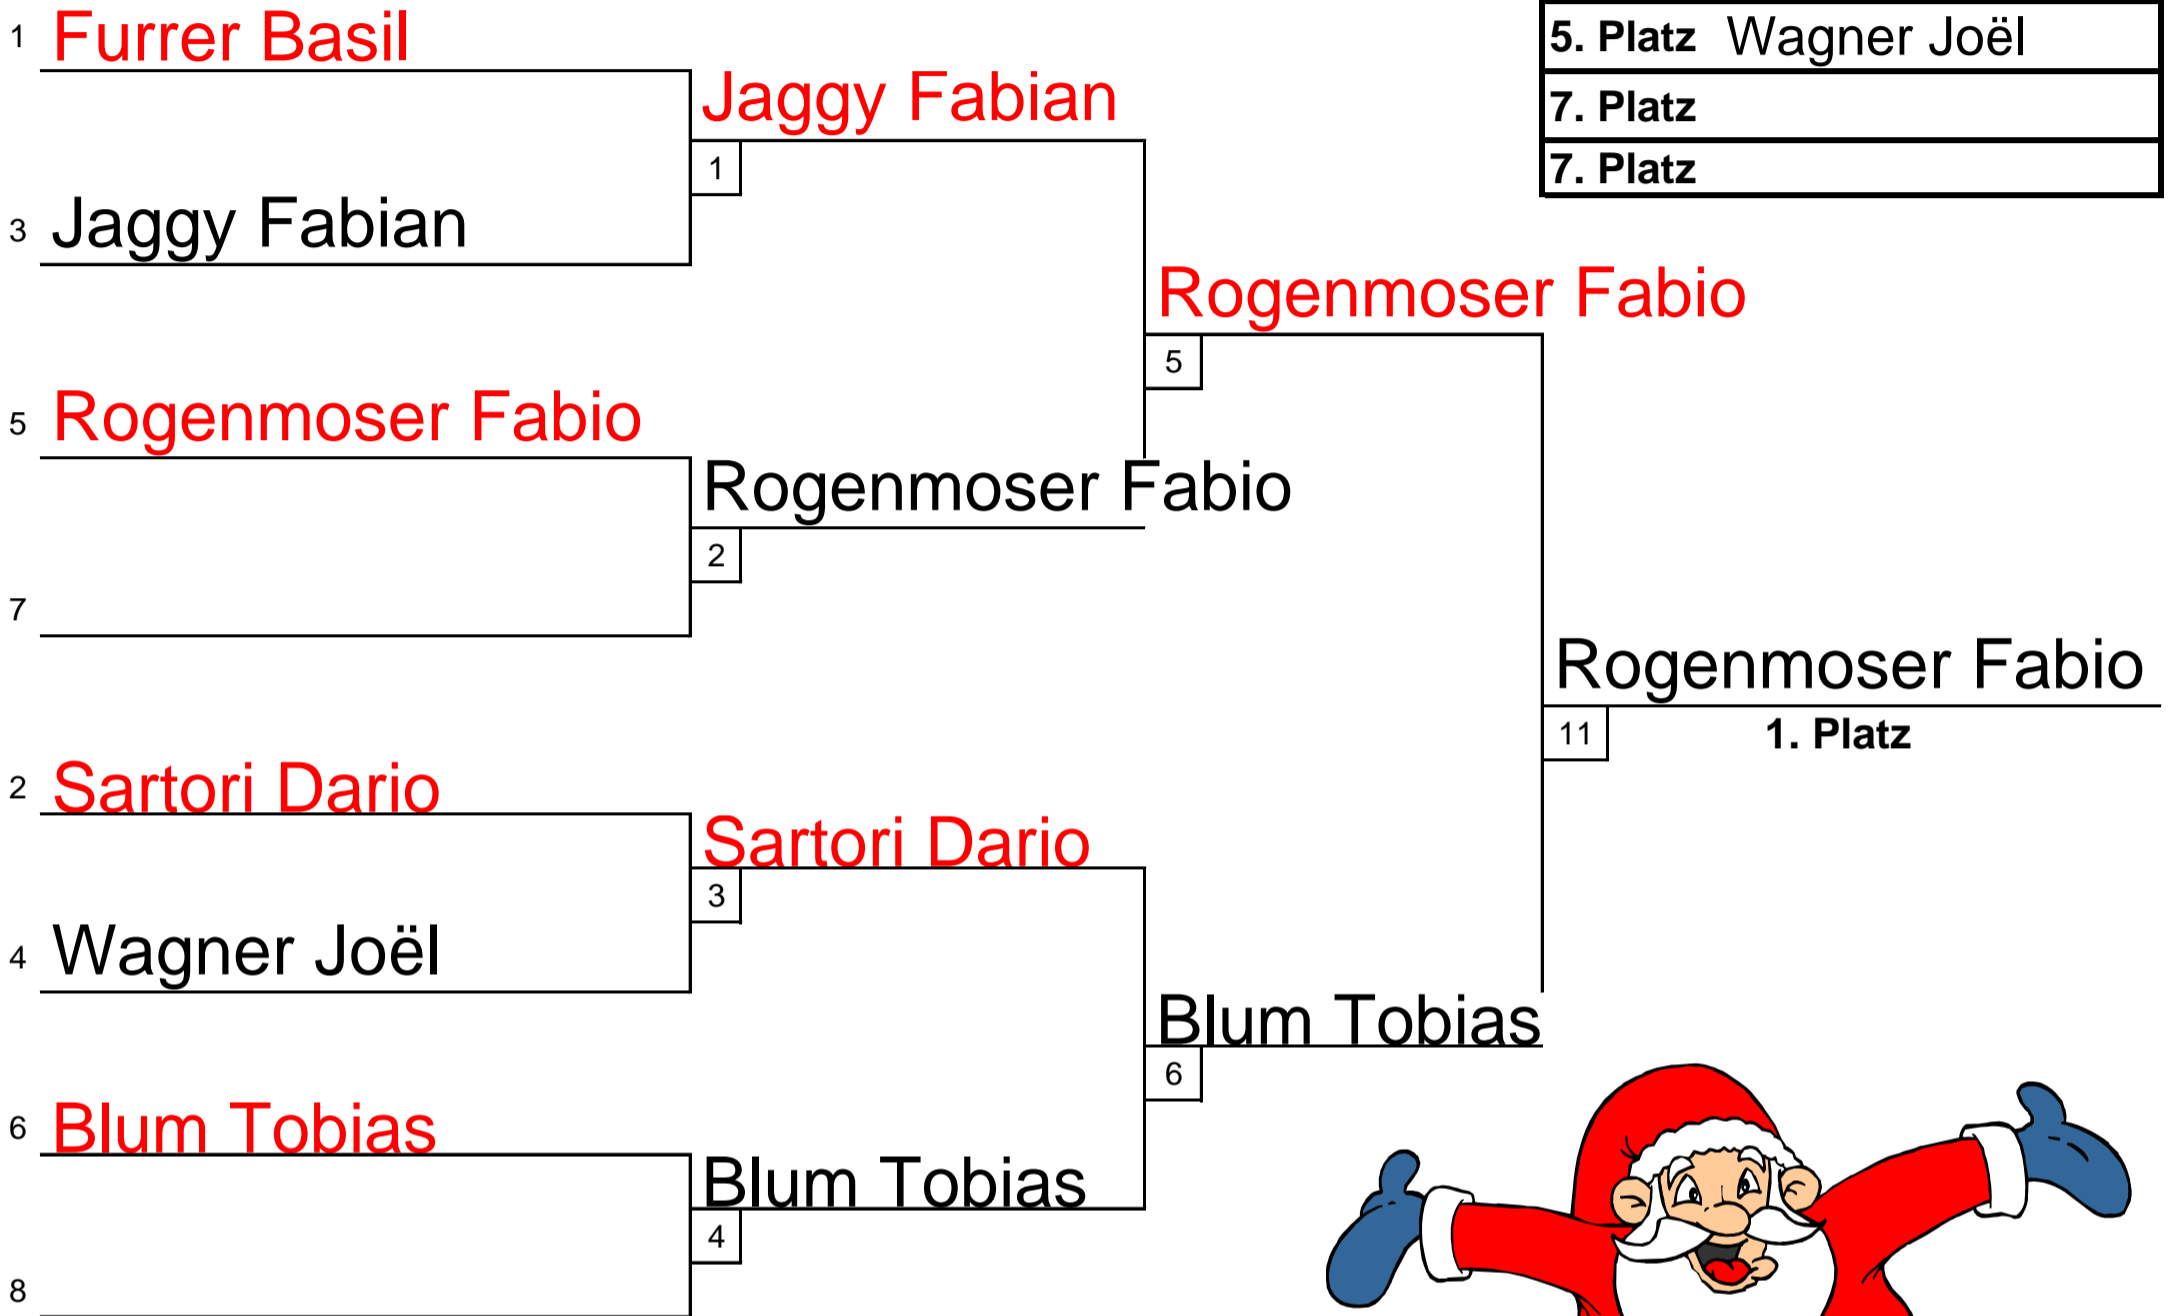 1 Furrer Basil
5. Platz Wagner Joël
Jaggy Fabian
7. Platz
1
7. Platz
3 Jaggy Fabian
Rogenmoser Fabio
5
5 Rogenmoser Fabio
Rogenmoser Fabio
2
7
Rogenmoser Fabio
11 1. Platz
2 Sartori Dario
Sartori Dario
3
4 Wagner Joël
Blum Tobias
6
6 Blum Tobias
Blum Tobias
4
8